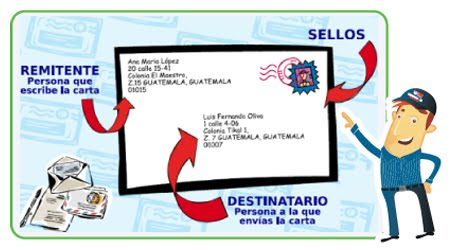 SELLOS
REMITENTE
Persona que
escribe la carta
Ana María López
20 calle 15-41
Colonia El Maestro,
Z.15 GUATEMALA, GUATEMALA
01015
Luis Fernando Oliva
1 calle 4-06
Colonia Tikal 1,
Z. 7 GUATEMALA, GUATEMALA
01007
DESTINATARIO
Persona a la que
envías la carta